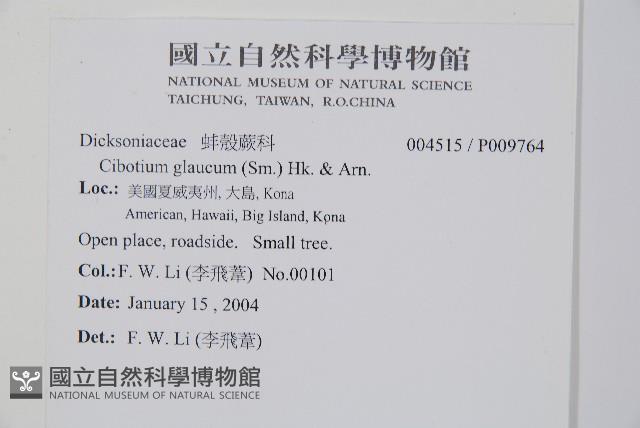 國立自然科學博物館
NATIONAL MUSEUM OF NATURAL SCIENCE
TAICHUNG, TAIWAN, R.O.CHINA
Dicksoniaceae 蚌殼蕨科 004515 / P009764
Cibotium glaucum (Sm.) Hk. & Arn.
Loc.: 美國夏威夷州, 大島, Kona
American, Hawaii, Big Island, Kona
Open place, roadside. Small tree.
Col.: F. W. Li (李飛葦) No.00101
Date: January 15 , 2004
Det.: F. W. Li (李飛葦)
國立自然科學博物館
NATIONAL MUSEUM OF NATURAL SCIENCE